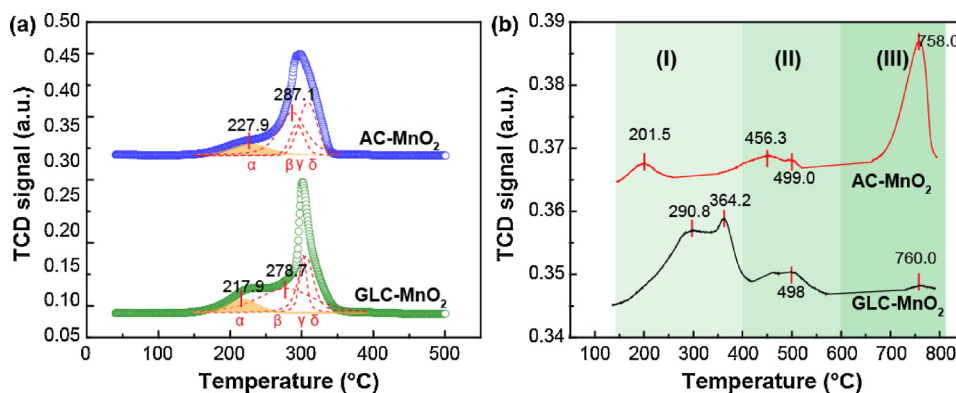 (a)
TCD signal (a.u.)
0.50
0.45
0.40
0.35
0.30
0.25
0.20
0.15
0.10
0.05
287.1
227.9
AC-MnO₂
α β γ δ
278.7
217.9
GLC-MnO₂
α β γ δ
0 100 200 300 400 500
Temperature (°C)
(b)
TCD signal (a.u.)
0.39
0.38
0.37
0.36
0.35
0.34
(I) (II) (III)
758.0
201.5
456.3
499.0
AC-MnO₂
290.8
364.2
498
760.0
GLC-MnO₂
100 200 300 400 500 600 700 800
Temperature (°C)